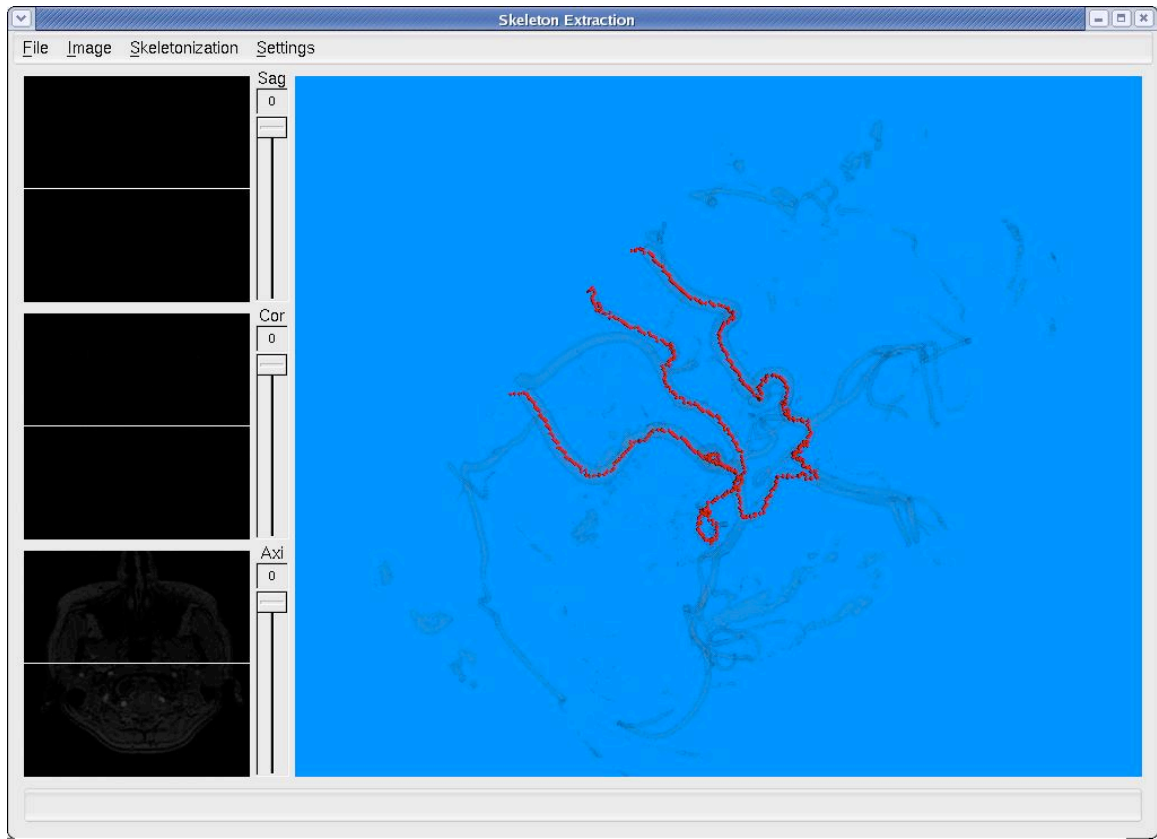 Skeleton Extraction
File Image Skeletonization Settings
Sag
0
Cor
0
Axi
0